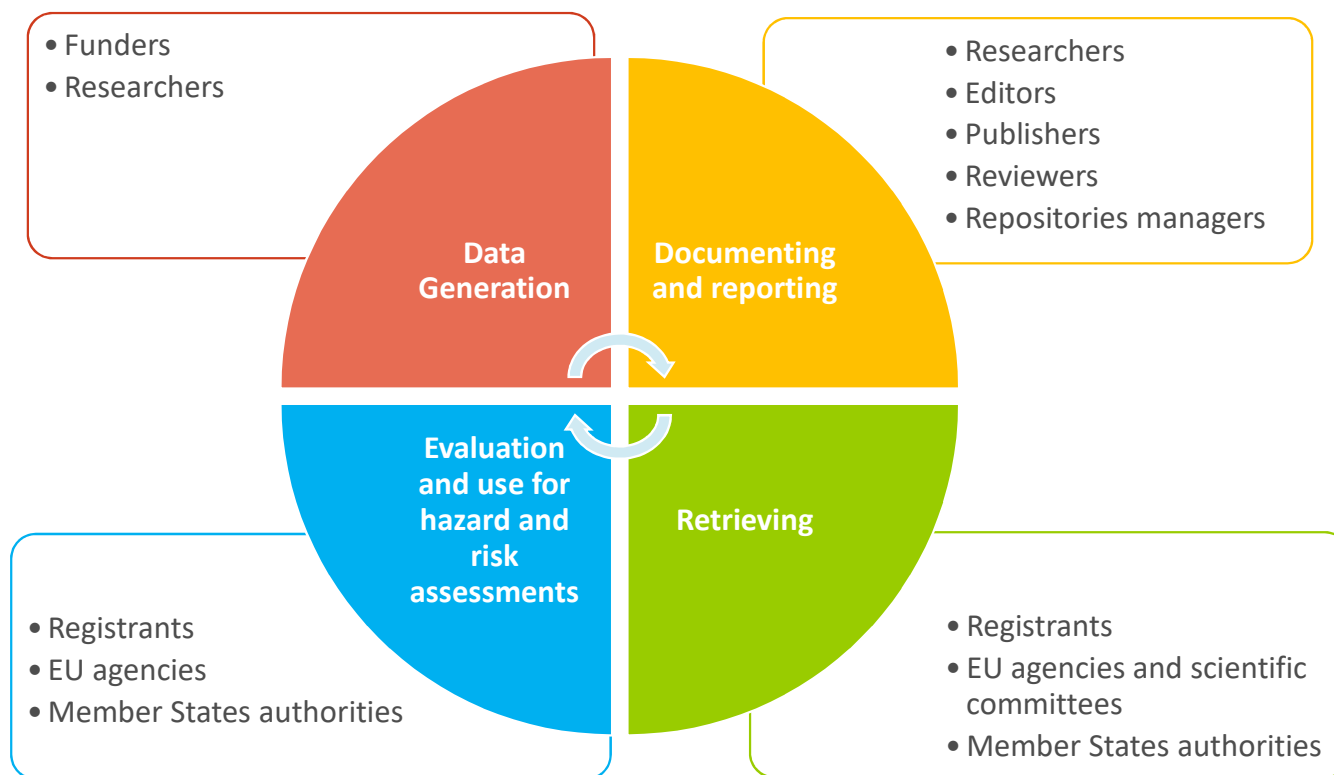 • Funders
• Researchers
• Researchers
• Editors
• Publishers
• Reviewers
• Repositories managers
Data
Generation
Documenting
and reporting
Evaluation
and use for
hazard and
risk
assessments
Retrieving
• Registrants
• EU agencies
• Member States authorities
• Registrants
• EU agencies and scientific
committees
• Member States authorities